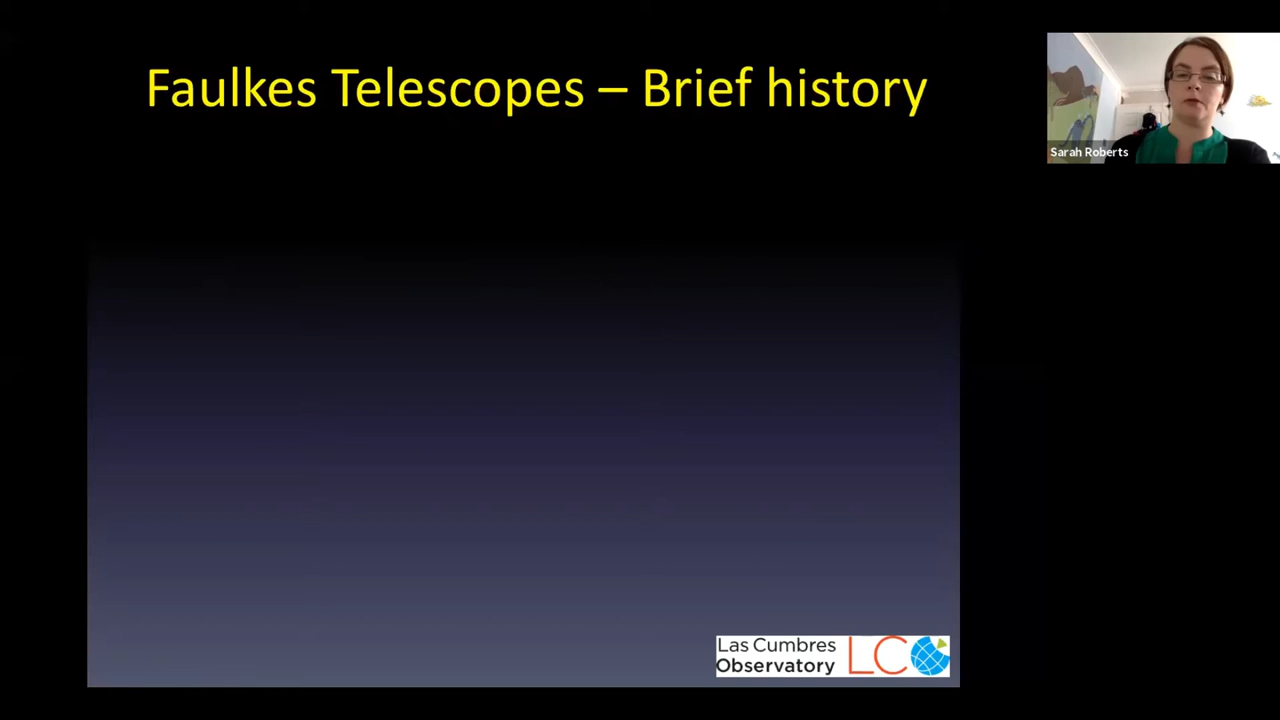 Faulkes Telescopes – Brief history
Sarah Roberts
Las Cumbres
Observatory
LCO